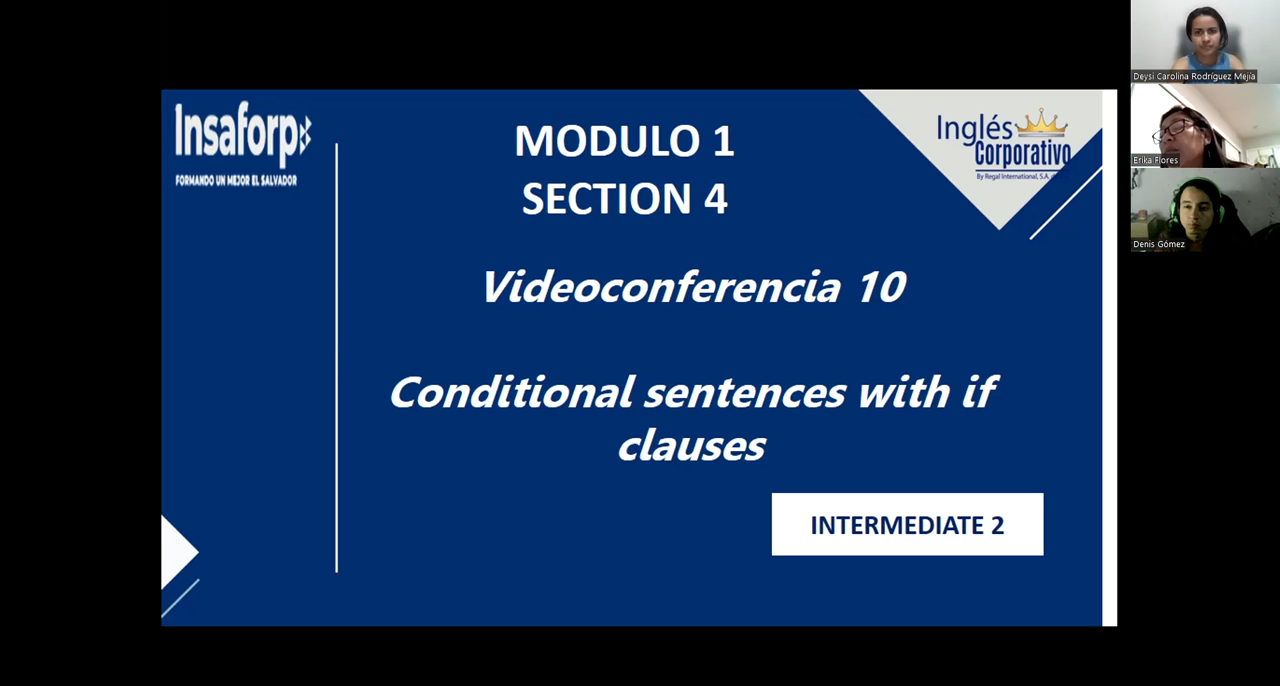 Insaforp
FORMANDO UN MEJOR EL SALVADOR
MODULO 1
SECTION 4
Inglés
Corporativo
By Regal International, S.A.
Videoconferencia 10
Conditional sentences with if
clauses
INTERMEDIATE 2
Deysi Carolina Rodríguez Mejía
Erika Flores
Denis Gómez